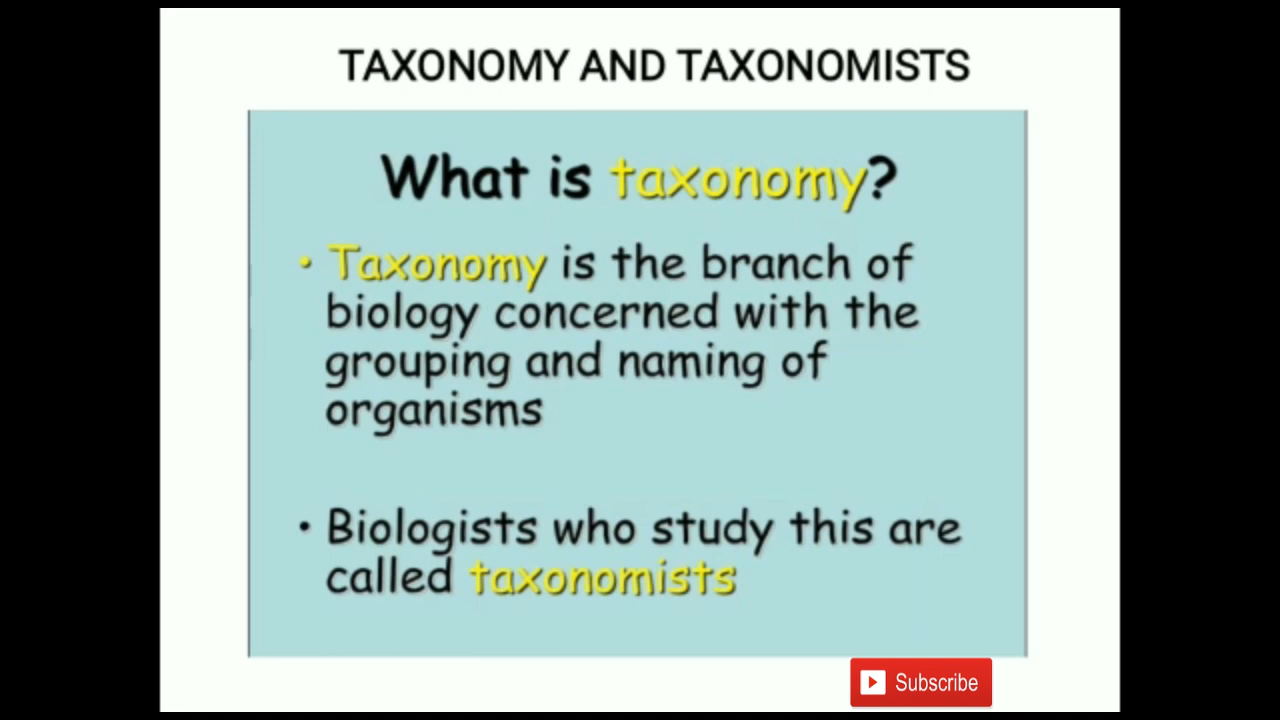 TAXONOMY AND TAXONOMISTS
What is taxonomy?
• Taxonomy is the branch of
biology concerned with the
grouping and naming of
organisms
• Biologists who study this are
called taxonomists
Subscribe